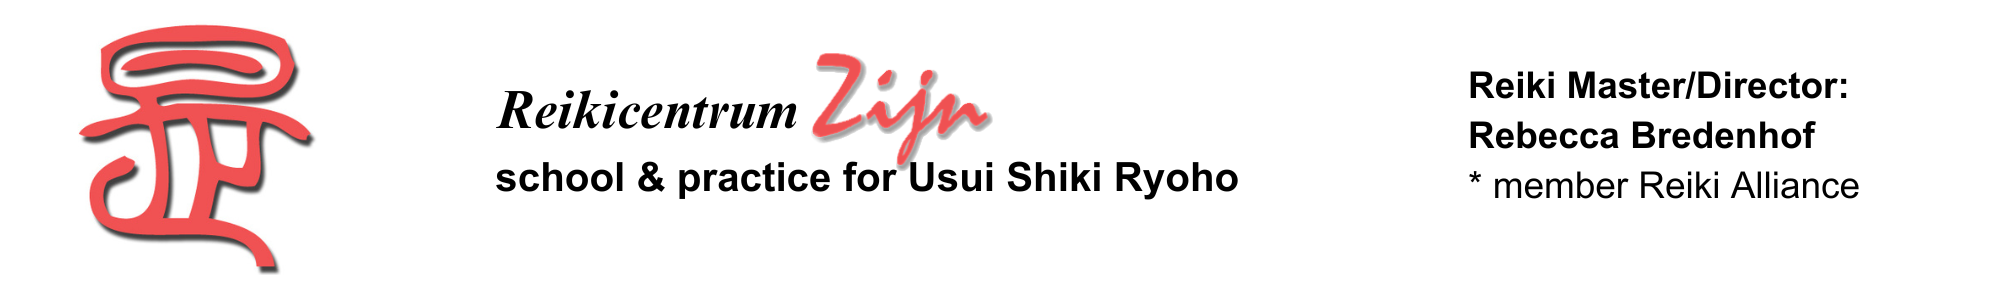 Reikicentrum Zijn
school & practice for Usui Shiki Ryoho
Reiki Master/Director:
Rebecca Bredenhof
* member Reiki Alliance